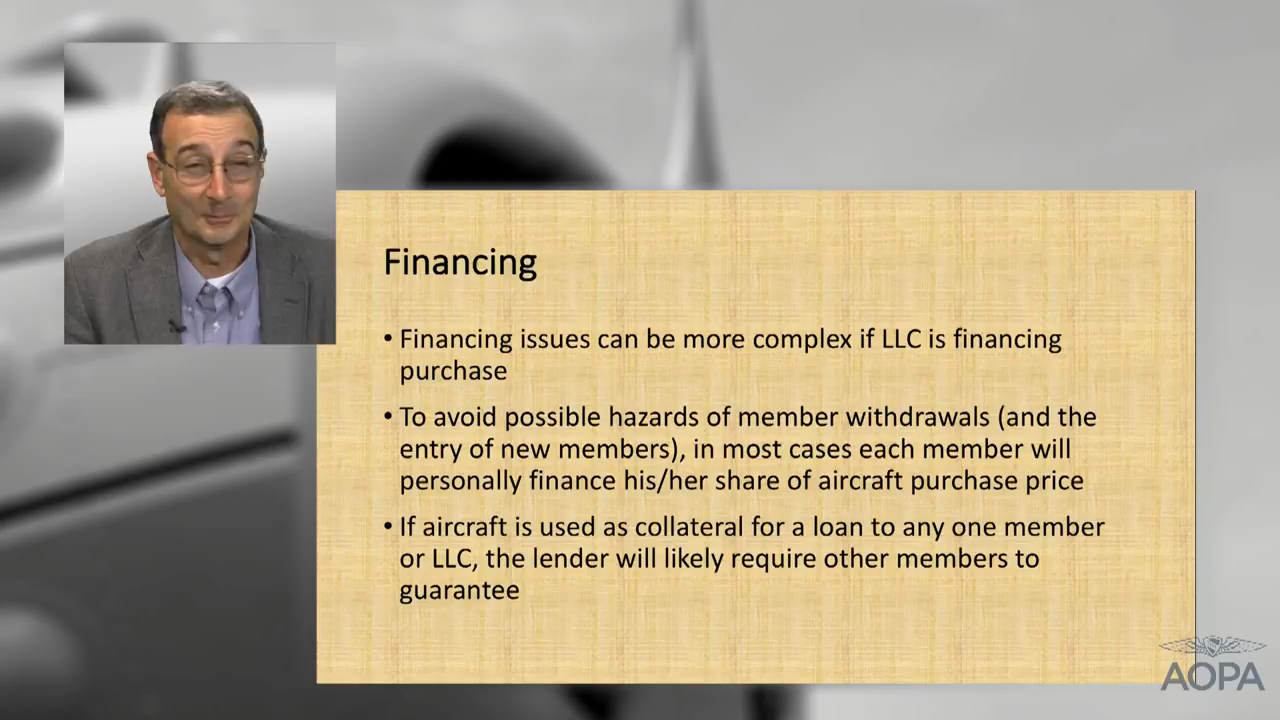 Financing
• Financing issues can be more complex if LLC is financing
purchase
• To avoid possible hazards of member withdrawals (and the
entry of new members), in most cases each member will
personally finance his/her share of aircraft purchase price
• If aircraft is used as collateral for a loan to any one member
or LLC, the lender will likely require other members to
guarantee
AOPA